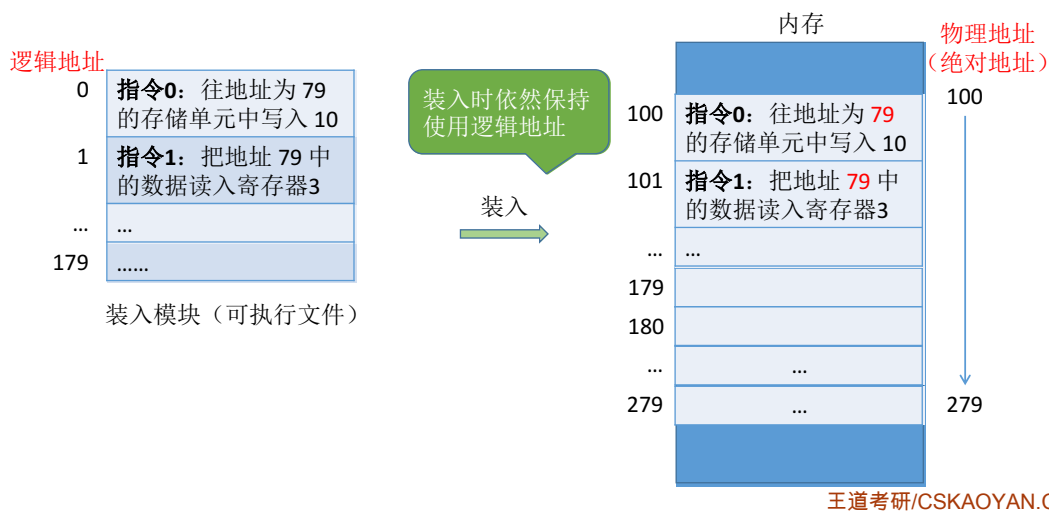 逻辑地址
0
指令0：往地址为 79
的存储单元中写入 10
1
指令1：把地址 79 中
的数据读入寄存器3
...
...
179
......
装入模块（可执行文件）
装入时依然保持
使用逻辑地址
装入
内存
100
指令0：往地址为 79
的存储单元中写入 10
101
指令1：把地址 79 中
的数据读入寄存器3
...
...
179
180
...
...
279
...
物理地址
（绝对地址）
100
279
王道考研/CSKAOYAN.C